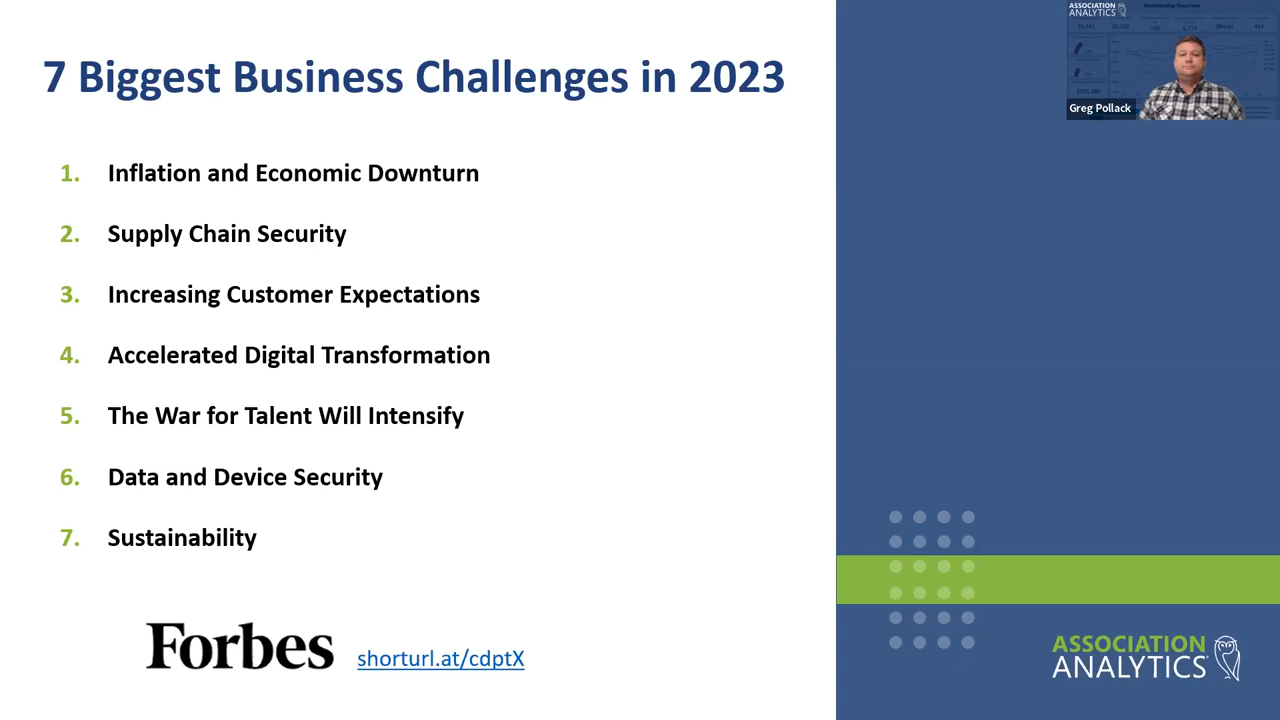 7 Biggest Business Challenges in 2023
1. Inflation and Economic Downturn
2. Supply Chain Security
3. Increasing Customer Expectations
4. Accelerated Digital Transformation
5. The War for Talent Will Intensify
6. Data and Device Security
7. Sustainability
Forbes
shorturl.at/cdptX
ASSOCIATION
ANALYTICS
Membership Overview
Greg Pollack
ASSOCIATION
ANALYTICS